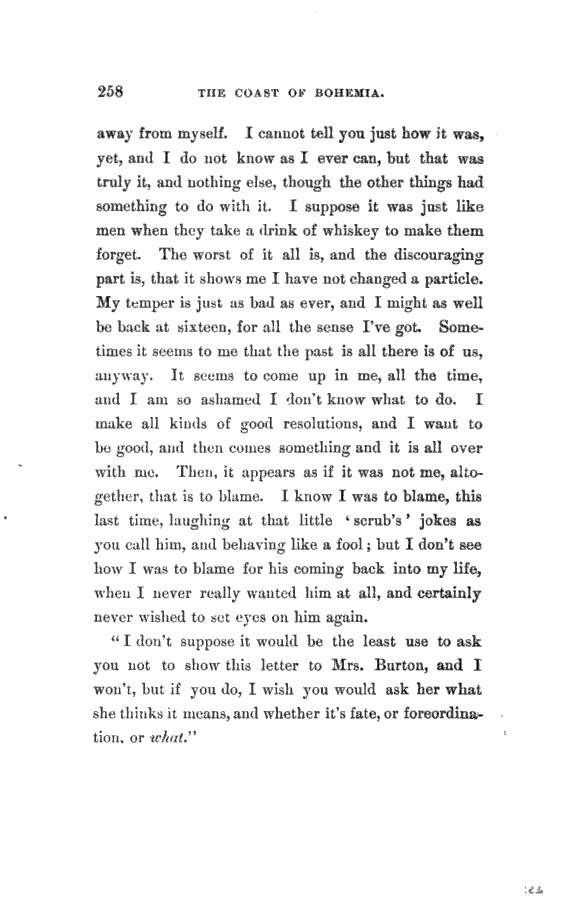 258 THE COAST OF BOHEMIA.
away from myself. I cannot tell you just how it was,
yet, and I do not know as I ever can, but that was
truly it, and nothing else, though the other things had
something to do with it. I suppose it was just like
men when they take a drink of whiskey to make them
forget. The worst of it all is, and the discouraging
part is, that it shows me I have not changed a particle.
My temper is just as bad as ever, and I might as well
be back at sixteen, for all the sense I've got. Some-
times it seems to me that the past is all there is of us,
anyway. It seems to come up in me, all the time,
and I am so ashamed I don't know what to do. I
make all kinds of good resolutions, and I want to
be good, and then comes something and it is all over
with me. Then, it appears as if it was not me, alto-
gether, that is to blame. I know I was to blame, this
last time, laughing at that little ‘scrub's’ jokes as
you call him, and behaving like a fool; but I don't see
how I was to blame for his coming back into my life,
when I never really wanted him at all, and certainly
never wished to set eyes on him again.
“I don't suppose it would be the least use to ask
you not to show this letter to Mrs. Burton, and I
won't, but if you do, I wish you would ask her what
she thinks it means, and whether it's fate, or foreordina-
tion, or what.”